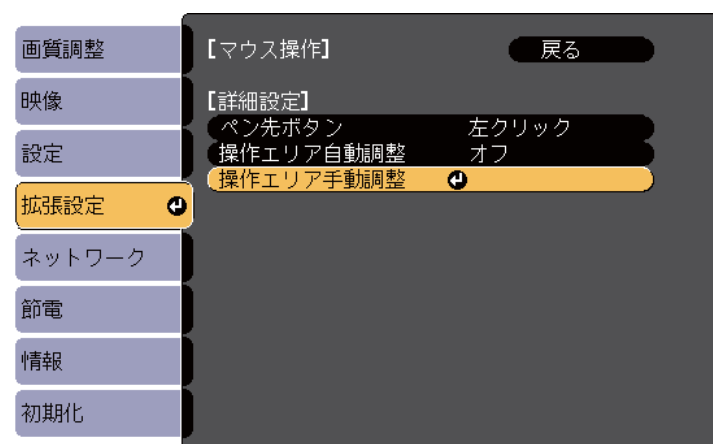 画質調整
映像
設定
拡張設定
ネットワーク
節電
情報
初期化
【マウス操作】 戻る
【詳細設定】
ペン先ボタン 左クリック
操作エリア自動調整 オフ
操作エリア手動調整